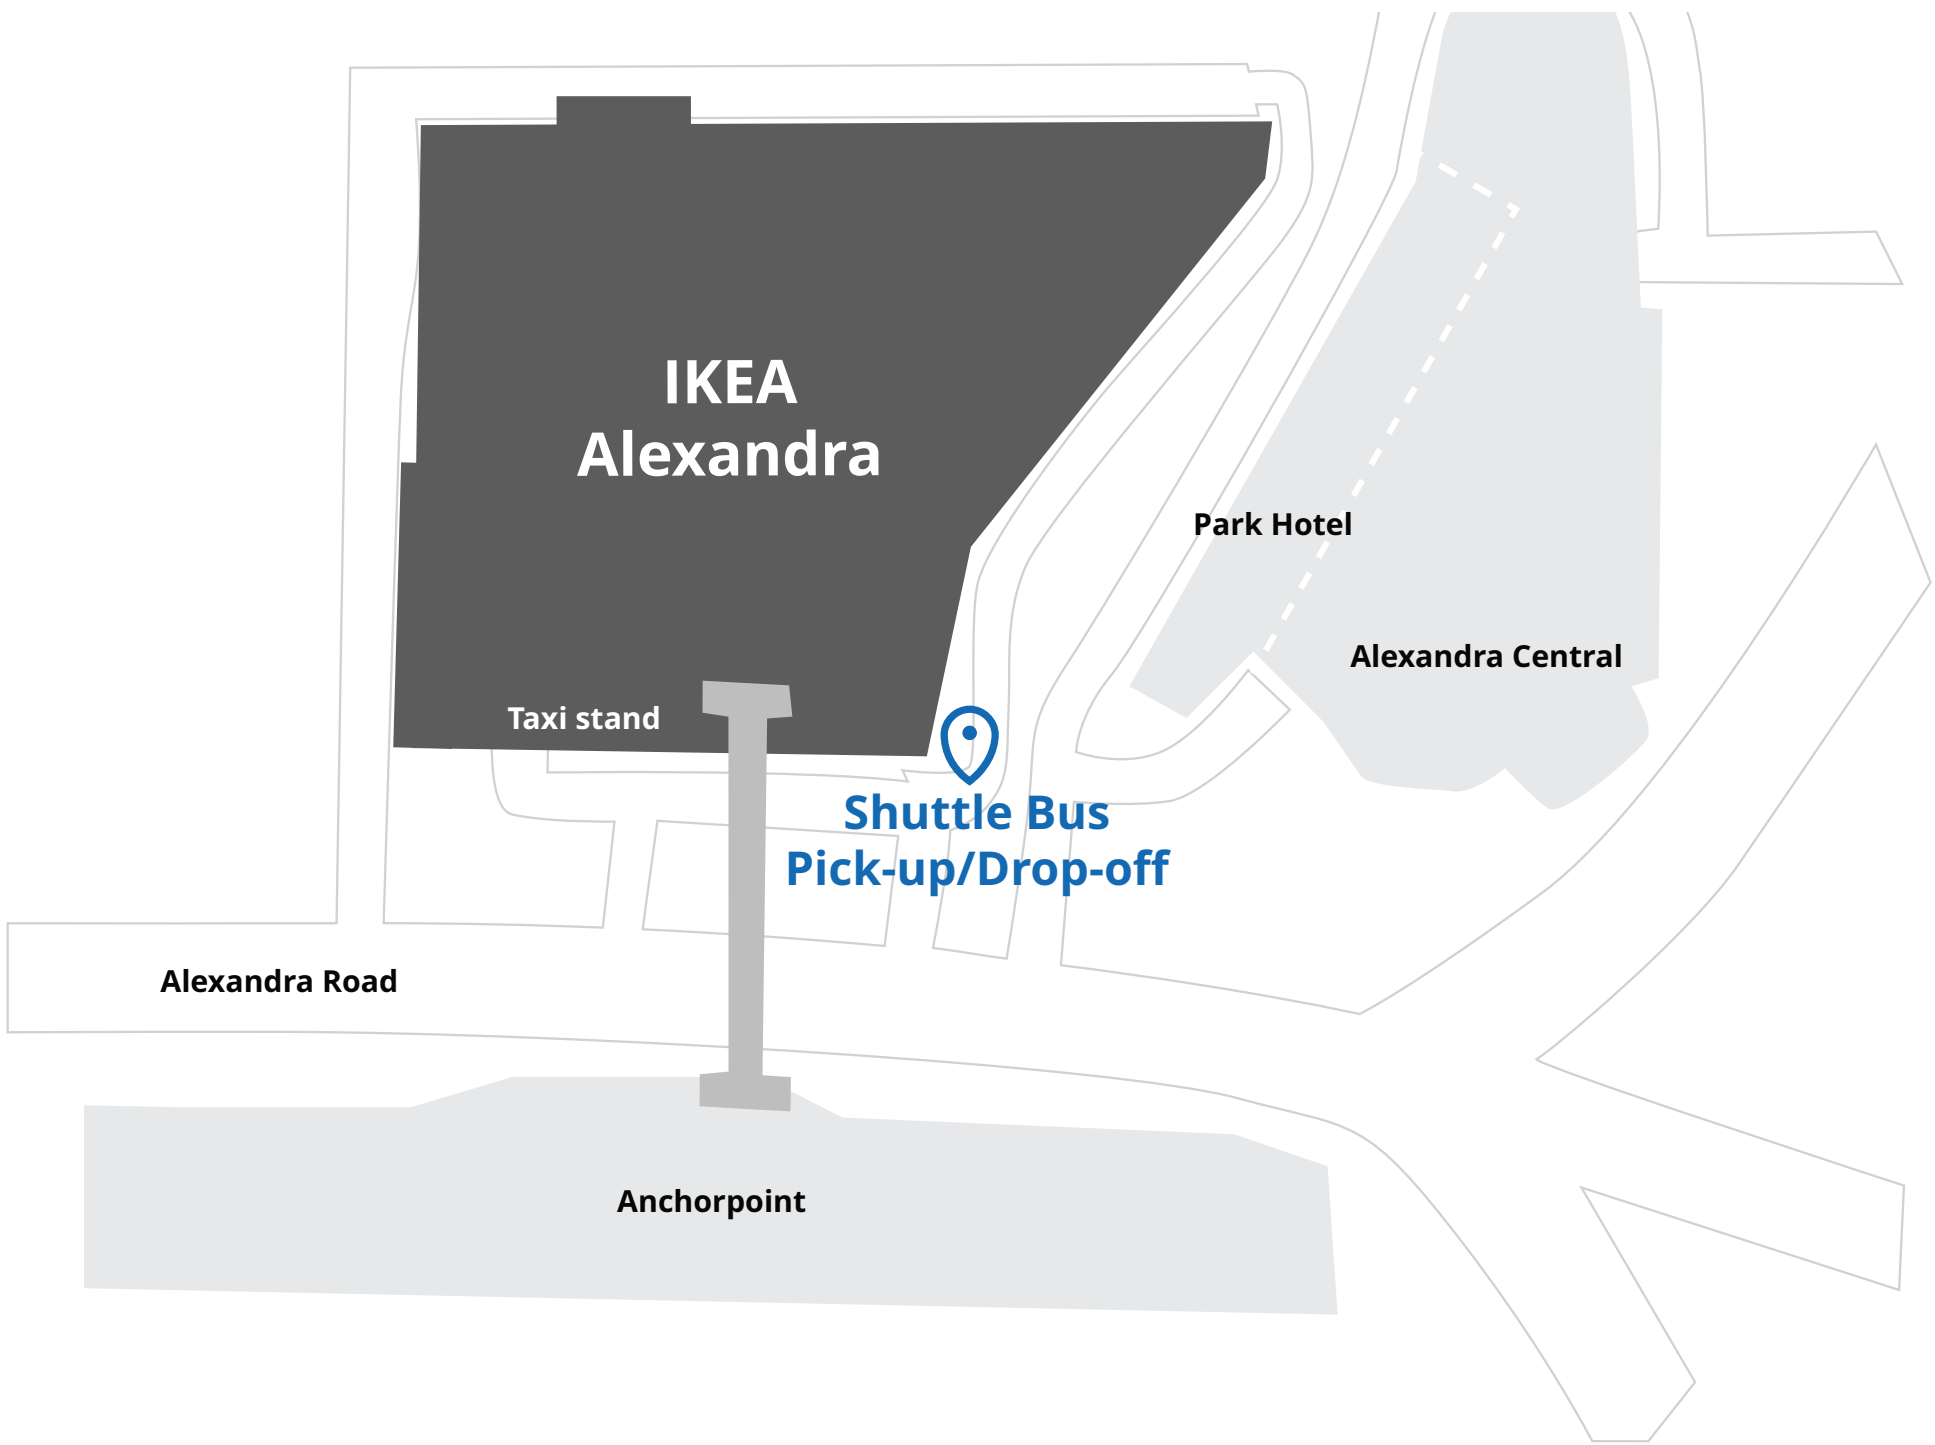 IKEA
Alexandra
Park Hotel
Alexandra Central
Taxi stand
Shuttle Bus
Pick-up/Drop-off
Alexandra Road
Anchorpoint